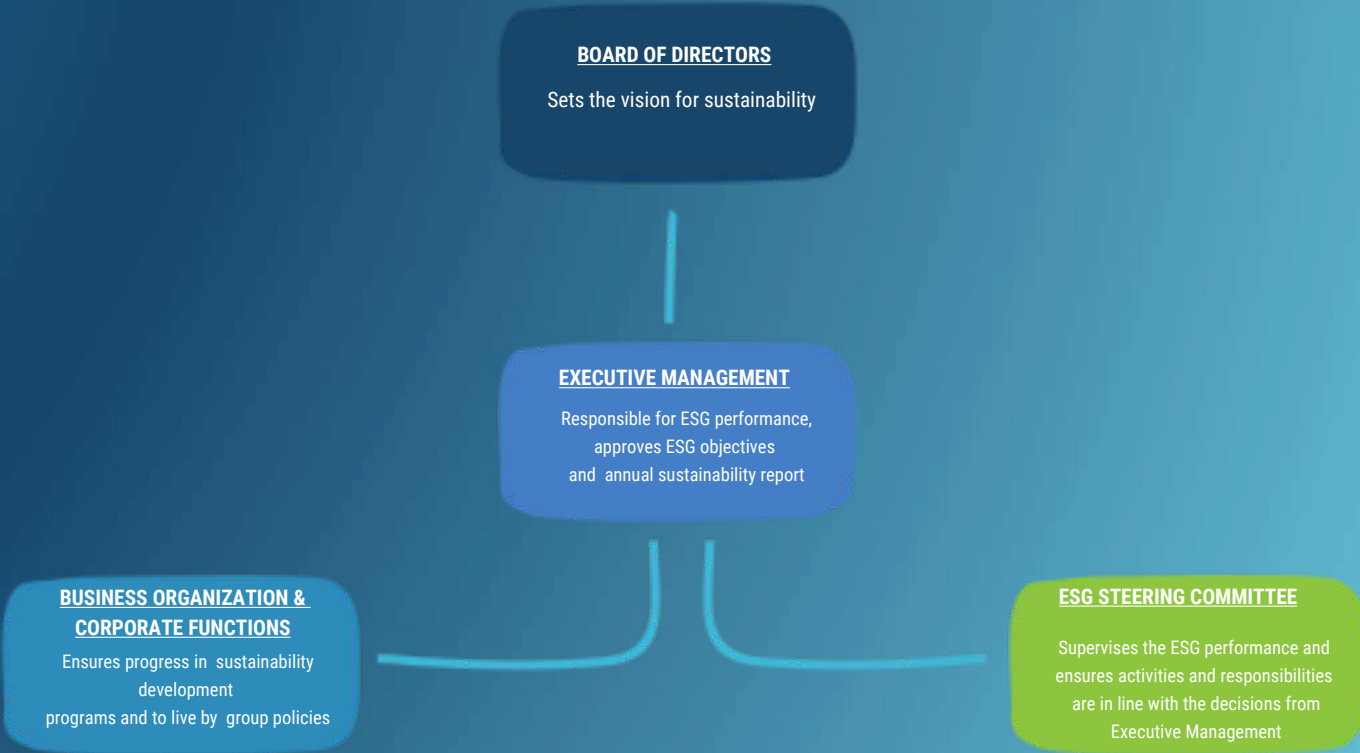 BOARD OF DIRECTORS
Sets the vision for sustainability
EXECUTIVE MANAGEMENT
Responsible for ESG performance,
approves ESG objectives
and annual sustainability report
BUSINESS ORGANIZATION &
CORPORATE FUNCTIONS
Ensures progress in sustainability
development
programs and to live by group policies
ESG STEERING COMMITTEE
Supervises the ESG performance and
ensures activities and responsibilities
are in line with the decisions from
Executive Management